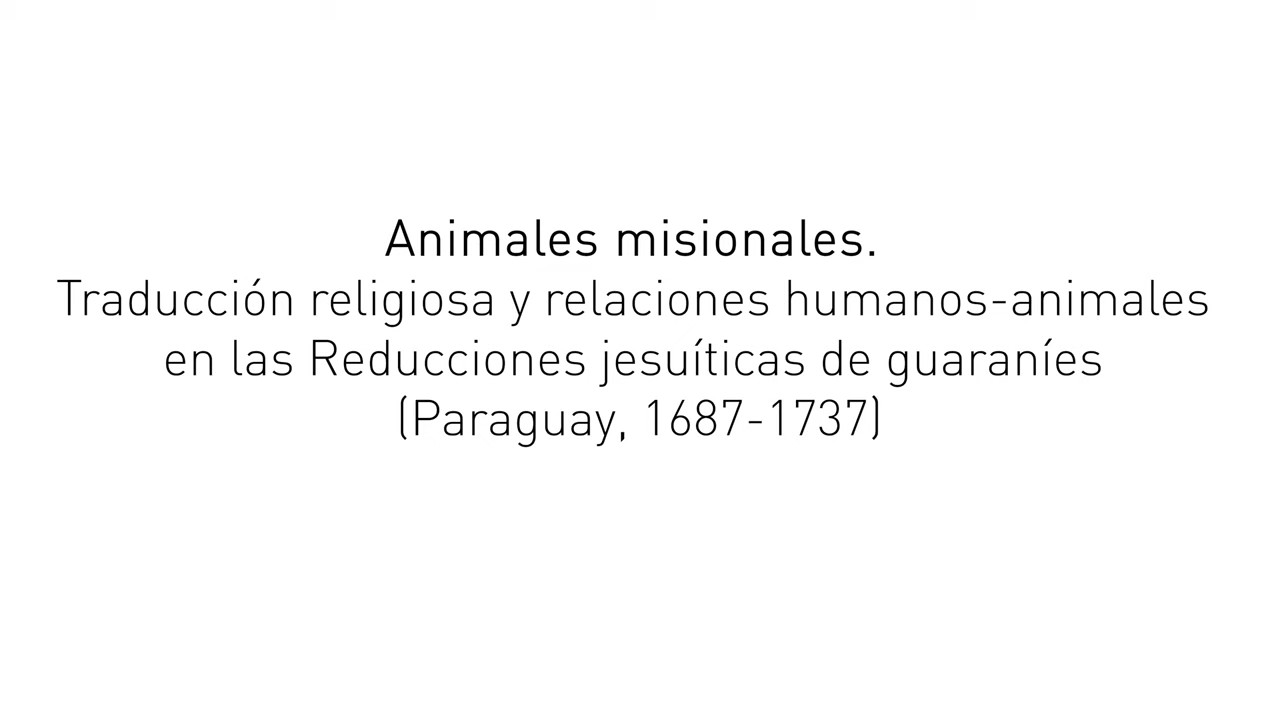 Animales misionales.
Traducción religiosa y relaciones humanos-animales
en las Reducciones jesuíticas de guaraníes
(Paraguay, 1687-1737)